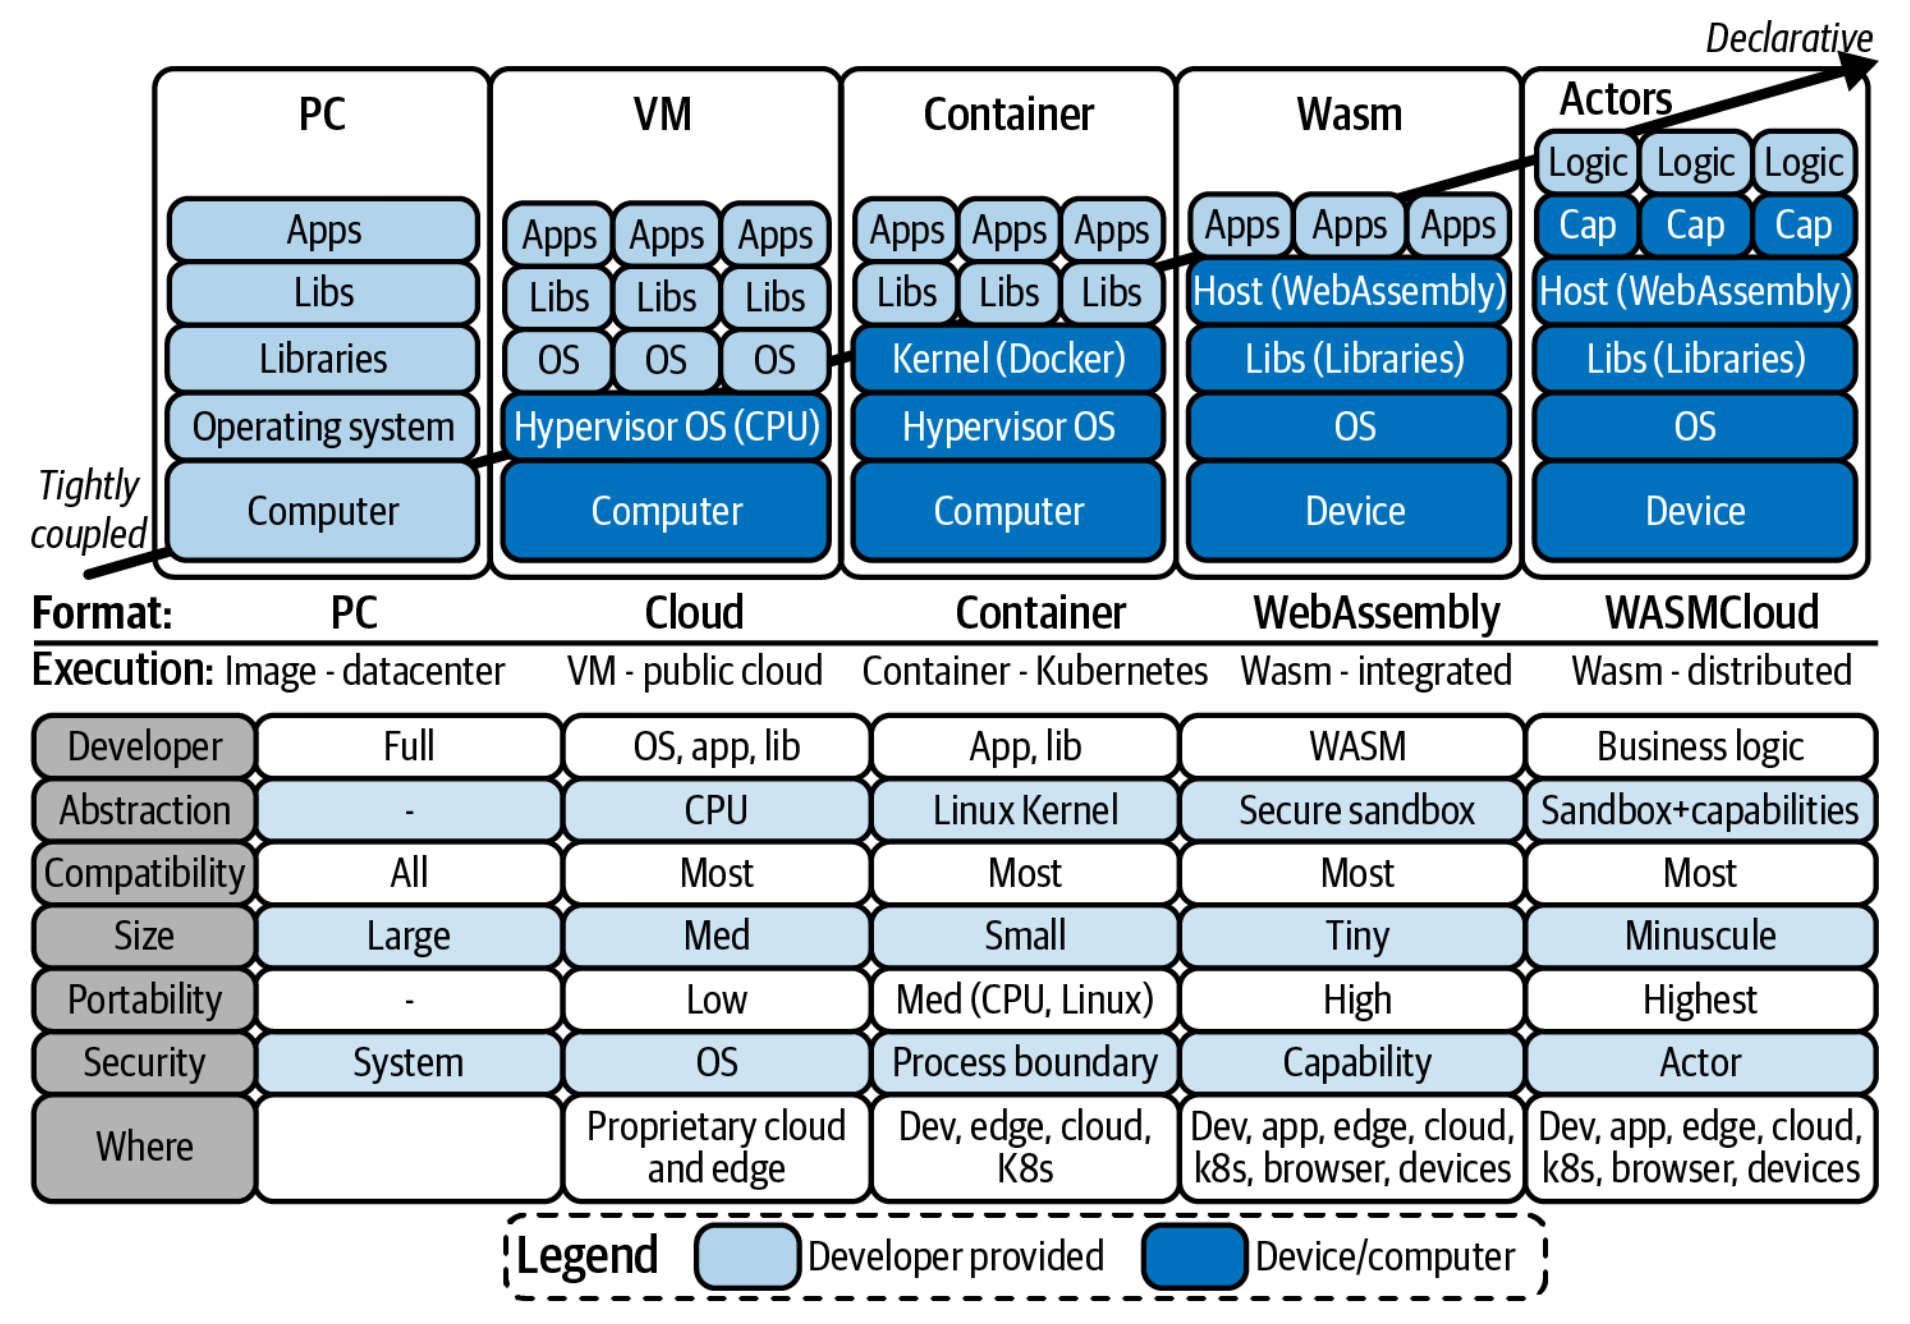 Declarative
PC VM Container Wasm Actors
Logic Logic Logic
Apps Apps Apps Apps Apps Apps Apps Apps Apps Apps Cap Cap Cap
Libs Libs Libs Libs Libs Libs Libs Host (WebAssembly) Host (WebAssembly)
Libraries OS OS OS Kernel (Docker) Libs (Libraries) Libs (Libraries)
Operating system Hypervisor OS (CPU) Hypervisor OS OS OS
Tightly
coupled
Computer Computer Computer Device Device
Format: PC Cloud Container WebAssembly WASMCloud
Execution: Image - datacenter VM - public cloud Container - Kubernetes Wasm - integrated Wasm - distributed
Developer Full OS, app, lib App, lib WASM Business logic
Abstraction - CPU Linux Kernel Secure sandbox Sandbox+capabilities
Compatibility All Most Most Most Most
Size Large Med Small Tiny Minuscule
Portability - Low Med (CPU, Linux) High Highest
Security System OS Process boundary Capability Actor
Where
Proprietary cloud
and edge
Dev, edge, cloud,
K8s
Dev, app, edge, cloud,
k8s, browser, devices
Dev, app, edge, cloud,
k8s, browser, devices
Legend Developer provided Device/computer